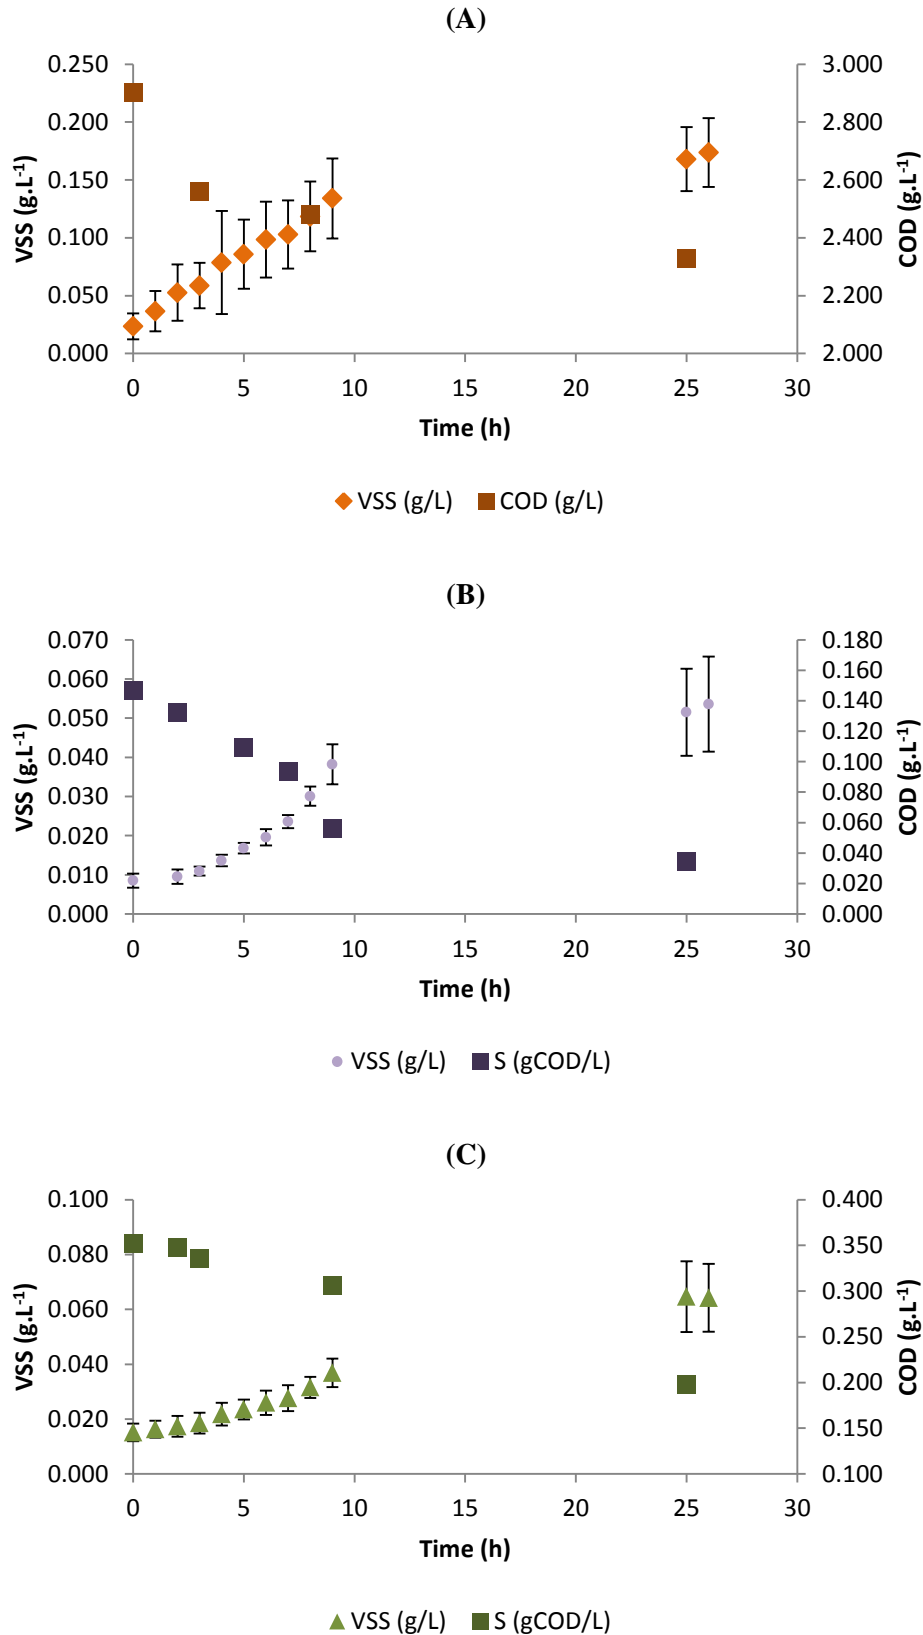 (A)
0.250
0.200
0.150
0.100
0.050
0.000
VSS (g.L⁻¹)
3.000
2.800
2.600
2.400
2.200
2.000
COD (g.L⁻¹)
0 5 10 15 20 25 30
Time (h)
VSS (g/L) COD (g/L)
(B)
0.070
0.060
0.050
0.040
0.030
0.020
0.010
0.000
VSS (g.L⁻¹)
0.180
0.160
0.140
0.120
0.100
0.080
0.060
0.040
0.020
0.000
COD (g.L⁻¹)
0 5 10 15 20 25 30
Time (h)
VSS (g/L) S (gCOD/L)
(C)
0.100
0.080
0.060
0.040
0.020
0.000
VSS (g.L⁻¹)
0.400
0.350
0.300
0.250
0.200
0.150
0.100
COD (g.L⁻¹)
0 5 10 15 20 25 30
Time (h)
VSS (g/L) S (gCOD/L)